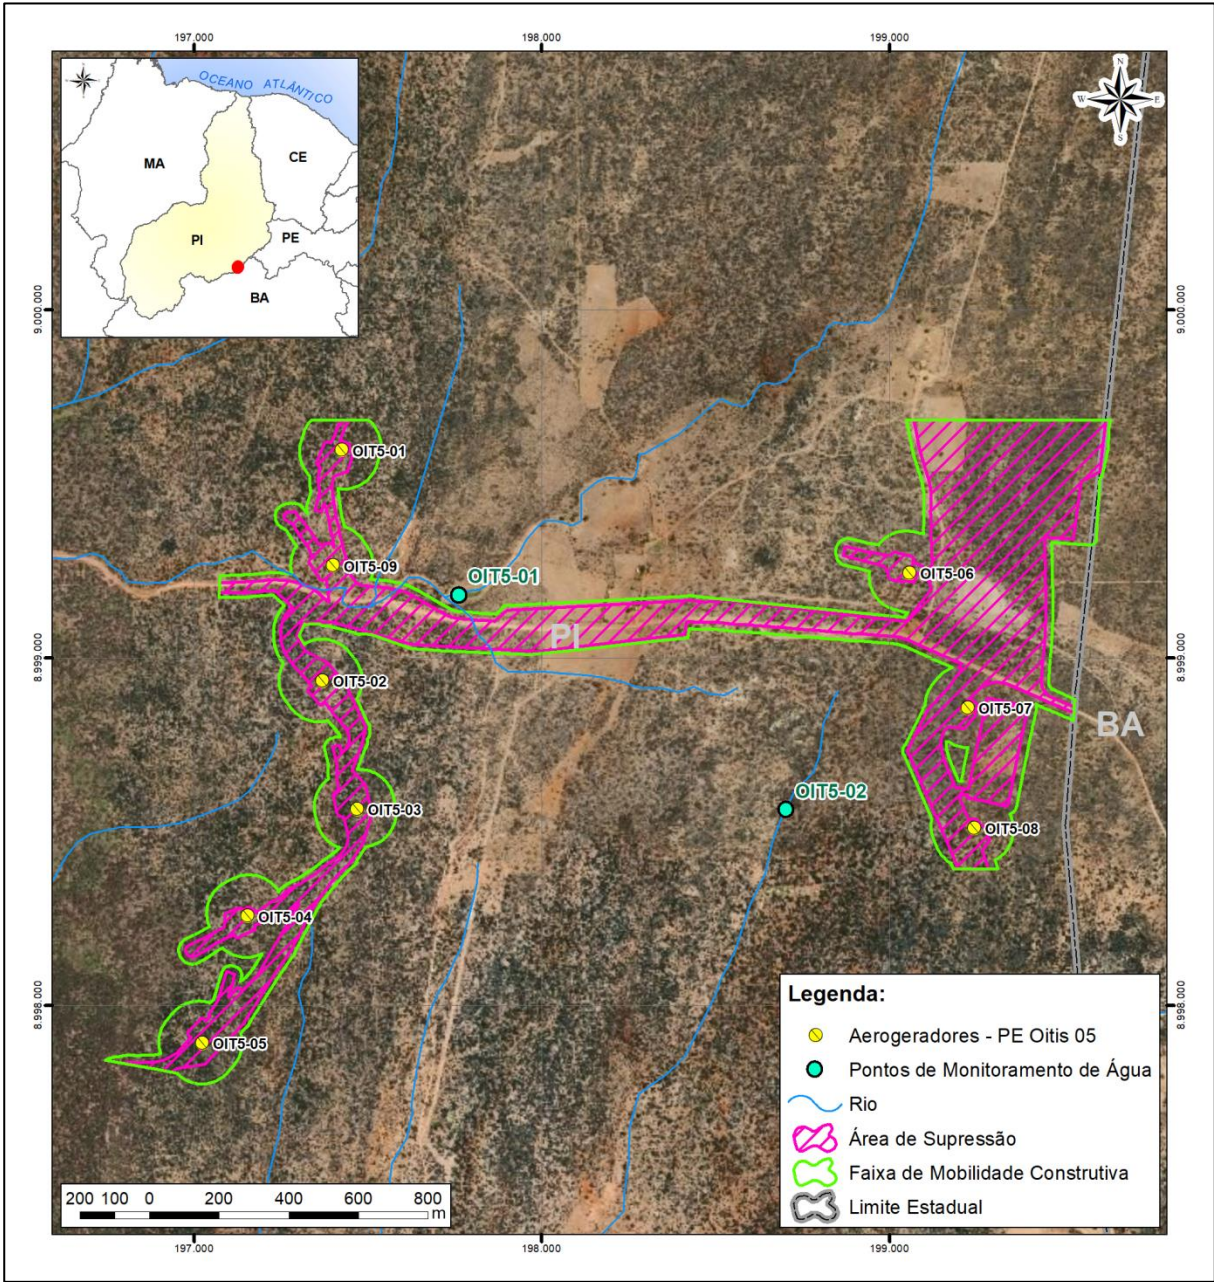 197.000
198.000
199.000
OCEANO ATLÂNTICO
MA
CE
PI
PE
BA
N
W
E
S
9.000.000
9.000.000
OIT5-01
OIT5-09
OIT5-01
OIT5-06
PI
8.999.000
8.999.000
OIT5-02
OIT5-07
BA
OIT5-03
OIT5-02
OIT5-08
OIT5-04
OIT5-05
8.998.000
8.998.000
Legenda:
Aerogeradores - PE Oitis 05
Pontos de Monitoramento de Água
Rio
Área de Supressão
Faixa de Mobilidade Construtiva
Limite Estadual
200 100 0 200 400 600 800
m
197.000
198.000
199.000